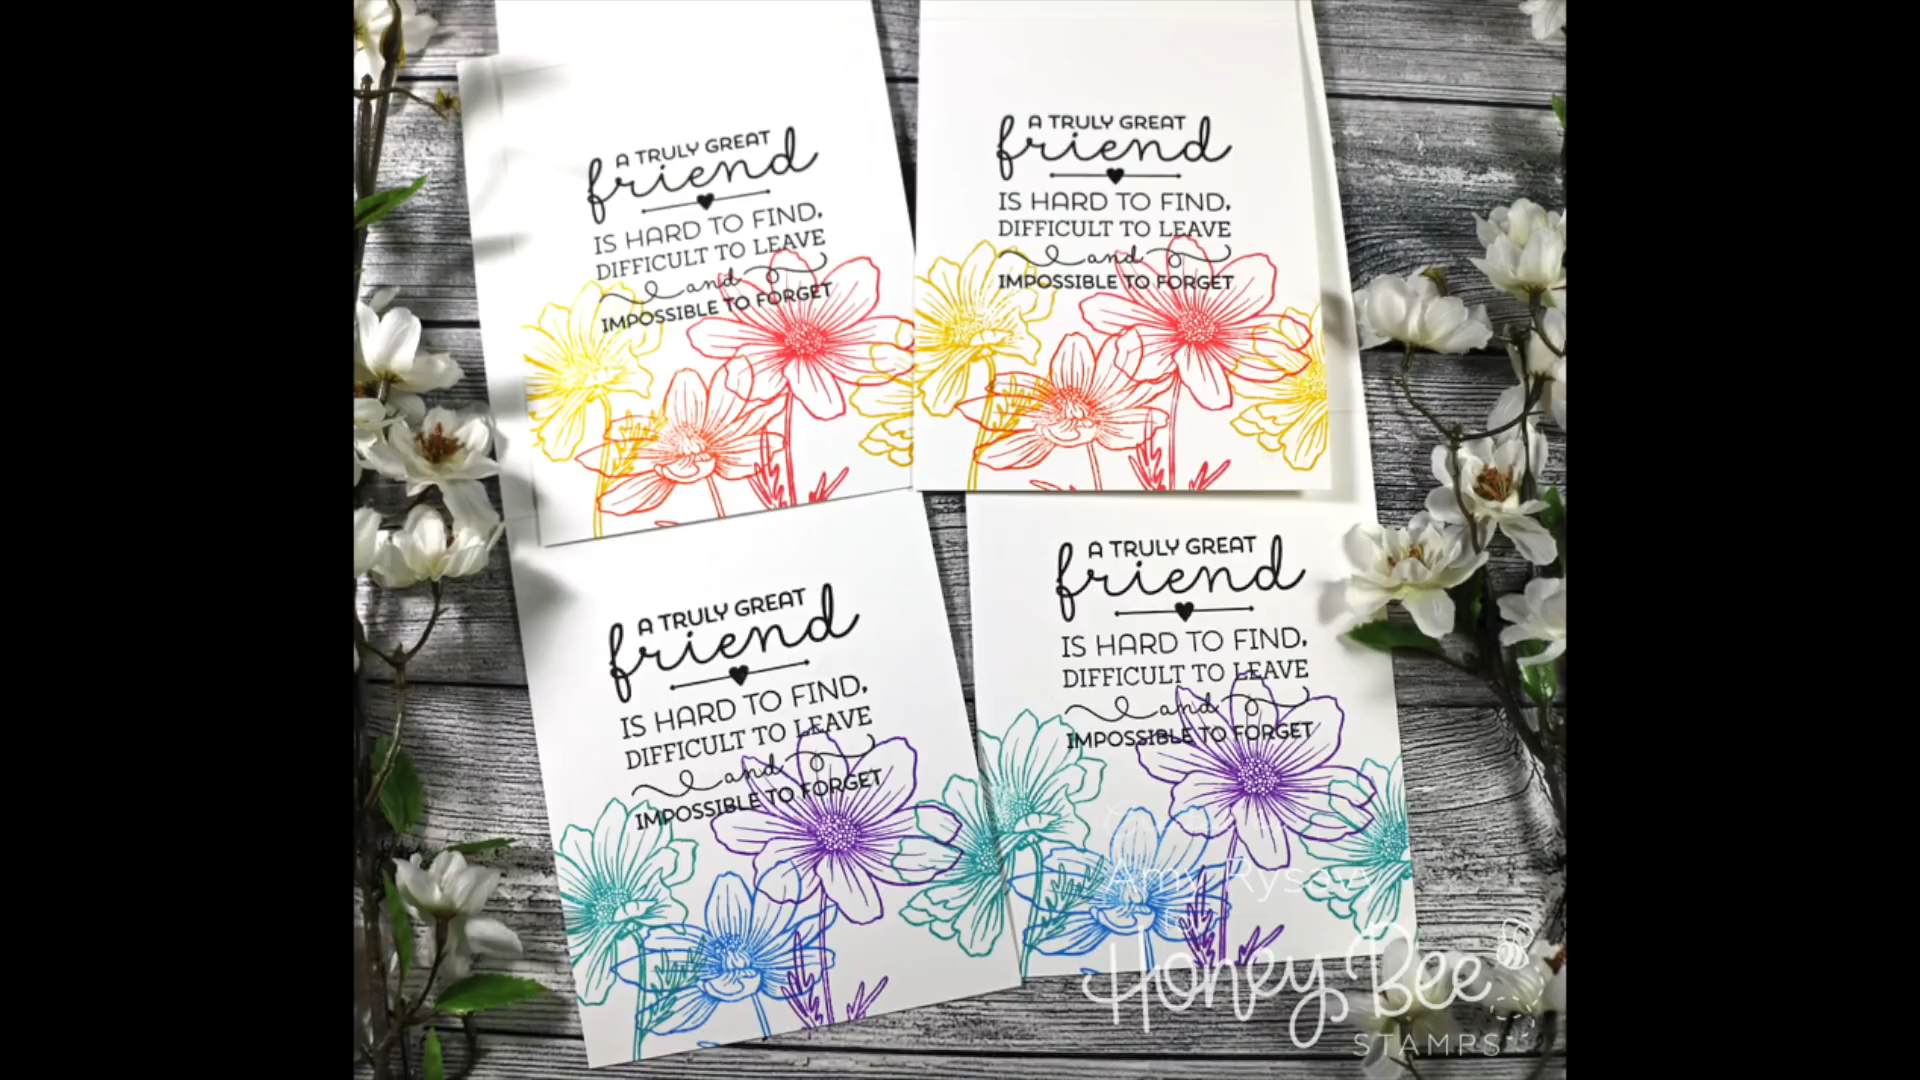 A TRULY GREAT
friend
IS HARD TO FIND,
DIFFICULT TO LEAVE
and
IMPOSSIBLE TO FORGET
A TRULY GREAT
friend
IS HARD TO FIND,
DIFFICULT TO LEAVE
and
IMPOSSIBLE TO FORGET
A TRULY GREAT
friend
IS HARD TO FIND,
DIFFICULT TO LEAVE
and
IMPOSSIBLE TO FORGET
A TRULY GREAT
friend
IS HARD TO FIND,
DIFFICULT TO LEAVE
and
IMPOSSIBLE TO FORGET
Amy Rysavy
Honey Bee
STAMPS